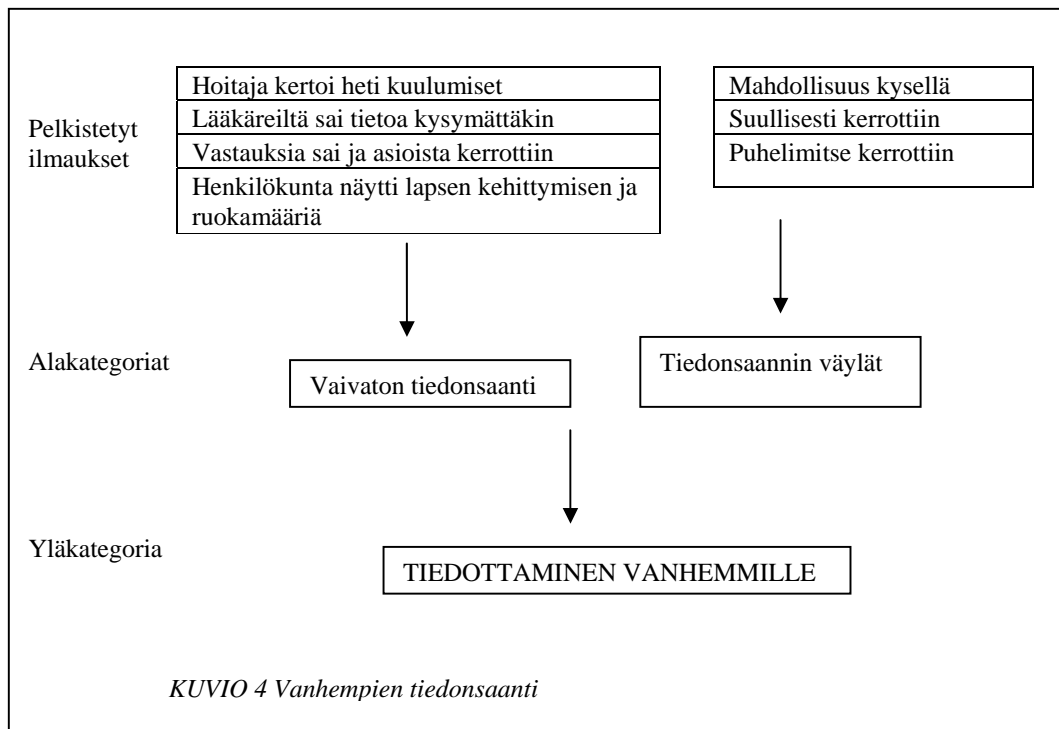 Pelkistetyt
ilmaukset
Hoitaja kertoi heti kuulumiset
Lääkäreiltä sai tietoa kysymättäkin
Vastauksia sai ja asioista kerrottiin
Henkilökunta näytti lapsen kehittymisen ja
ruokamääriä
Mahdollisuus kysellä
Suullisesti kerrottiin
Puhelimitse kerrottiin
Alakategoriat
Vaivaton tiedonsaanti
Tiedonsaannin väylät
Yläkategoria
TIEDOTTAMINEN VANHEMMILLE
KUVIO 4 Vanhempien tiedonsaanti